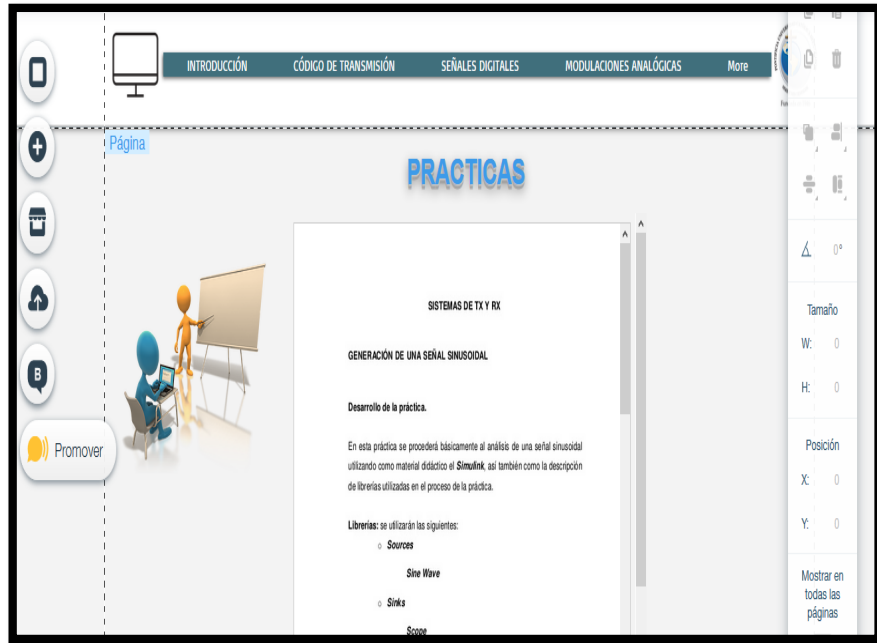 INTRODUCCIÓN CÓDIGO DE TRANSMISIÓN SEÑALES DIGITALES MODULACIONES ANALÓGICAS More
Página
PRACTICAS
0°
SISTEMAS DE TX Y RX
Tamaño
W: 0
GENERACIÓN DE UNA SEÑAL SINUSOIDAL
B
H: 0
Desarrollo de la práctica.
Promover
En esta práctica se procederá básicamente al análisis de una señal sinusoidal
Posición
utilizando como material didáctico el Simulink, así también como la descripción
X: 0
de librerías utilizadas en el proceso de la práctica.
Y: 0
Librerías: se utilizarán las siguientes:
o Sources
Sine Wave
Mostrar en
todas las
páginas
o Sinks
Scope